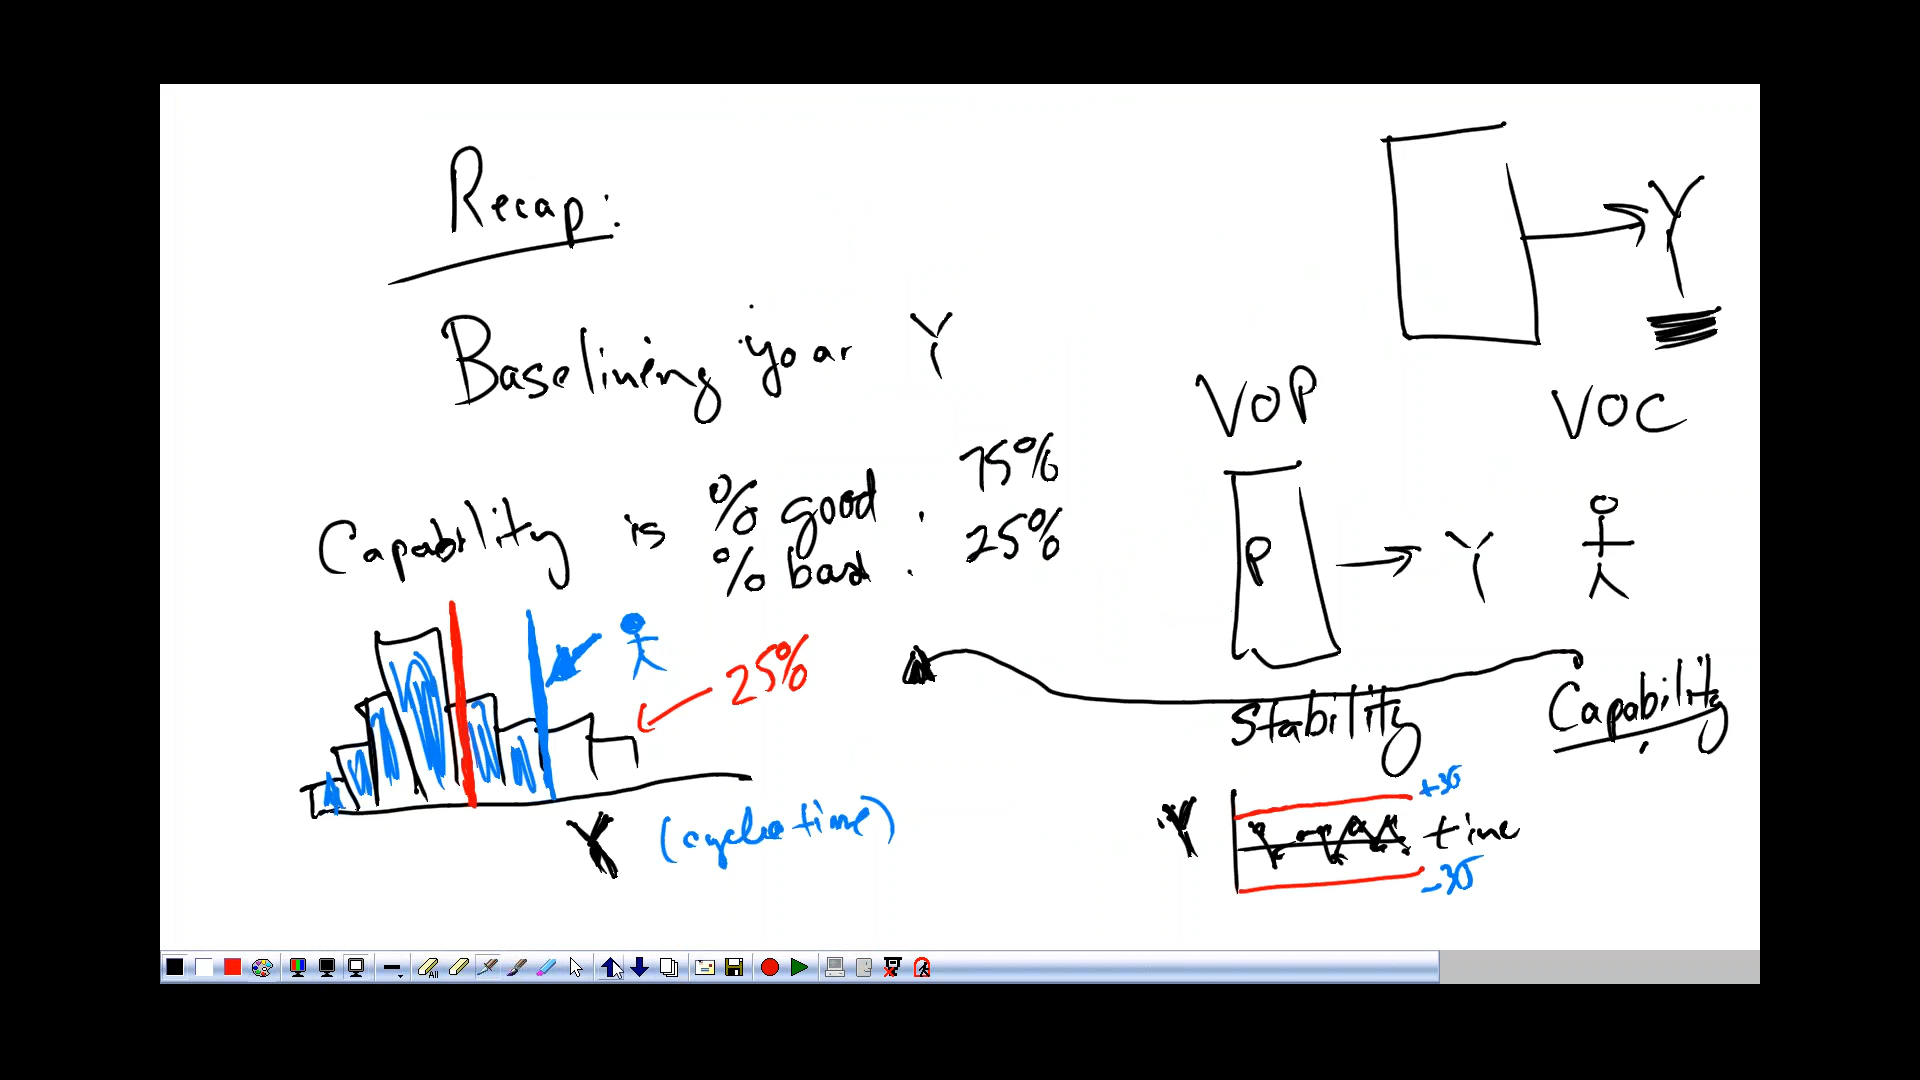 Recap:
Baselining your Y
Capability is % good : 75%
% bad : 25%
25%
Y (cycle time)
Y
VOP VOC
P Y
Stability Capability
+3σ
Y time
-3σ
All